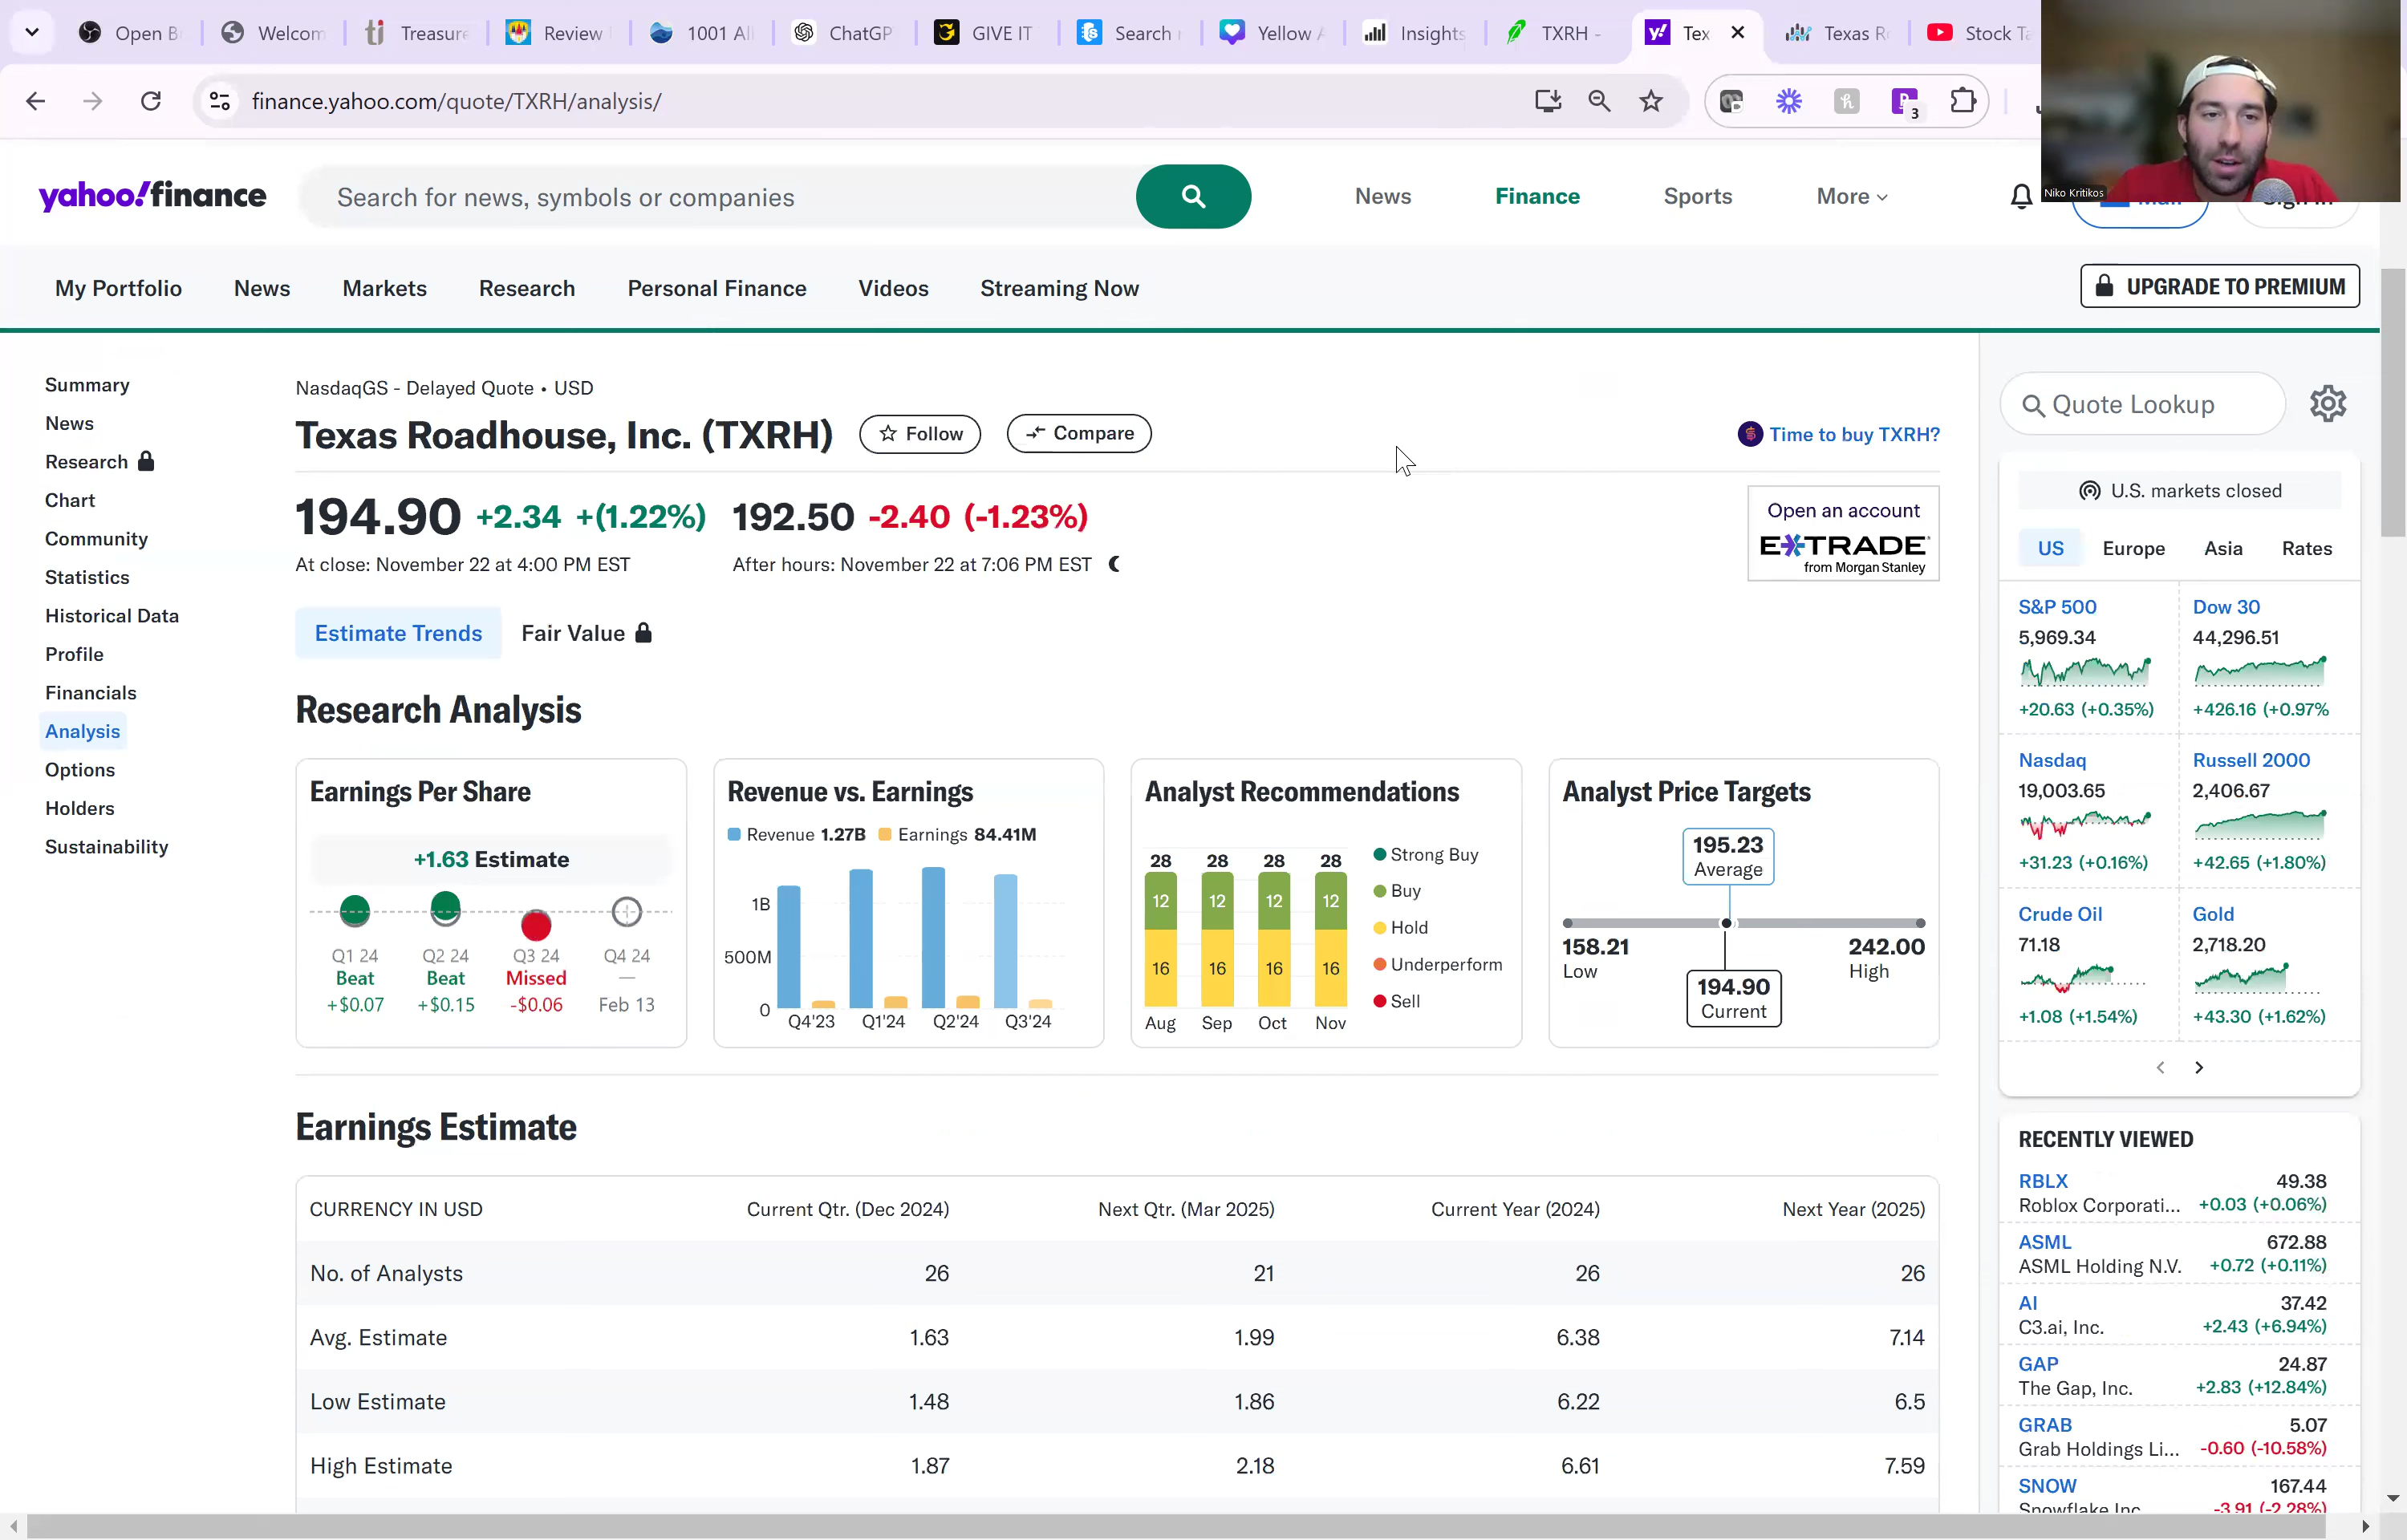 Open B
Welcom
Treasure
Review
1001 Al
ChatGP
GIVE IT
Search
Yellow
Insights
TXRH -
Tex
Texas R
Stock Ta
finance.yahoo.com/quote/TXRH/analysis/
3
Niko Kritikos
yahoo!finance
Search for news, symbols or companies
News
Finance
Sports
More
Mail
Sign in
My Portfolio
News
Markets
Research
Personal Finance
Videos
Streaming Now
UPGRADE TO PREMIUM
Summary
News
Research
Chart
Community
Statistics
Historical Data
Profile
Financials
Analysis
Options
Holders
Sustainability
NasdaqGS - Delayed Quote • USD
Texas Roadhouse, Inc. (TXRH)
Follow
Compare
Time to buy TXRH?
194.90 +2.34 +(1.22%)
At close: November 22 at 4:00 PM EST
192.50 -2.40 (-1.23%)
After hours: November 22 at 7:06 PM EST
Open an account
E*TRADE
from Morgan Stanley
Estimate Trends
Fair Value
Research Analysis
Earnings Per Share
+1.63 Estimate
Q1 24 Q2 24 Q3 24 Q4 24
Beat Beat Missed —
+$0.07 +$0.15 -$0.06 Feb 13
Revenue vs. Earnings
Revenue 1.27B Earnings 84.41M
1B
500M
0
Q4'23 Q1'24 Q2'24 Q3'24
Analyst Recommendations
28 28 28 28
12 12 12 12
16 16 16 16
Aug Sep Oct Nov
Strong Buy
Buy
Hold
Underperform
Sell
Analyst Price Targets
195.23
Average
158.21
Low
242.00
High
194.90
Current
Earnings Estimate
CURRENCY IN USD Current Qtr. (Dec 2024) Next Qtr. (Mar 2025) Current Year (2024) Next Year (2025)
No. of Analysts 26 21 26 26
Avg. Estimate 1.63 1.99 6.38 7.14
Low Estimate 1.48 1.86 6.22 6.5
High Estimate 1.87 2.18 6.61 7.59
Quote Lookup
U.S. markets closed
US Europe Asia Rates
S&P 500
5,969.34
+20.63 (+0.35%)
Dow 30
44,296.51
+426.16 (+0.97%
Nasdaq
19,003.65
+31.23 (+0.16%)
Russell 2000
2,406.67
+42.65 (+1.80%)
Crude Oil
71.18
+1.08 (+1.54%)
Gold
2,718.20
+43.30 (+1.62%)
RECENTLY VIEWED
RBLX 49.38
Roblox Corporati... +0.03 (+0.06%)
ASML 672.88
ASML Holding N.V. +0.72 (+0.11%)
AI 37.42
C3.ai, Inc. +2.43 (+6.94%)
GAP 24.87
The Gap, Inc. +2.83 (+12.84%)
GRAB 5.07
Grab Holdings Li... -0.60 (-10.58%)
SNOW 167.44
Snowflake Inc -3.91 (-2.28%)